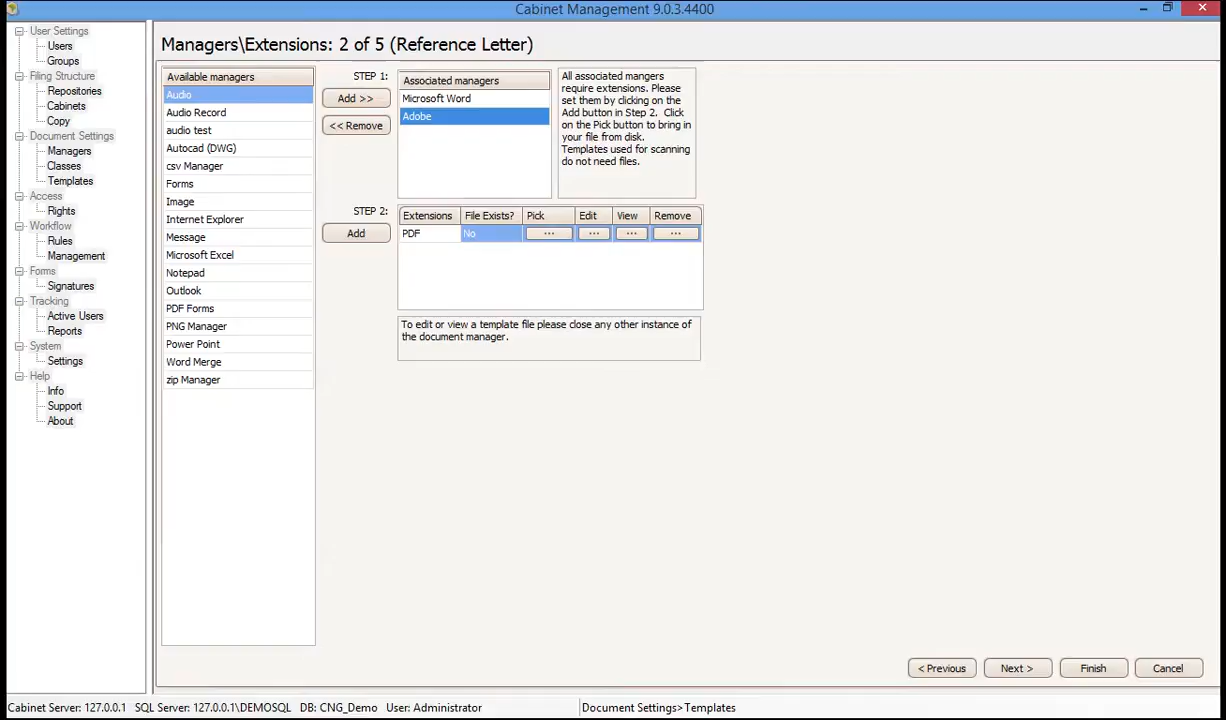 Cabinet Management 9.0.3.4400
User Settings
Users
Groups
Filing Structure
Repositories
Cabinets
Copy
Document Settings
Managers
Classes
Templates
Access
Rights
Workflow
Rules
Management
Forms
Signatures
Tracking
Active Users
Reports
System
Settings
Help
Info
Support
About
Managers\Extensions: 2 of 5 (Reference Letter)
Available managers
Audio
Audio Record
audio test
Autocad (DWG)
csv Manager
Forms
Image
Internet Explorer
Message
Microsoft Excel
Notepad
Outlook
PDF Forms
PNG Manager
Power Point
Word Merge
zip Manager
STEP 1:
Add >>
<< Remove
Associated managers
Microsoft Word
Adobe
All associated mangers
require extensions. Please
set them by clicking on the
Add button in Step 2. Click
on the Pick button to bring in
your file from disk.
Templates used for scanning
do not need files.
STEP 2:
Add
Extensions File Exists? Pick Edit View Remove
PDF No ... ... ... ...
To edit or view a template file please close any other instance of
the document manager.
< Previous Next > Finish Cancel
Cabinet Server: 127.0.0.1 SQL Server: 127.0.0.1\DEMOSQL DB: CNG_Demo User: Administrator Document Settings>Templates